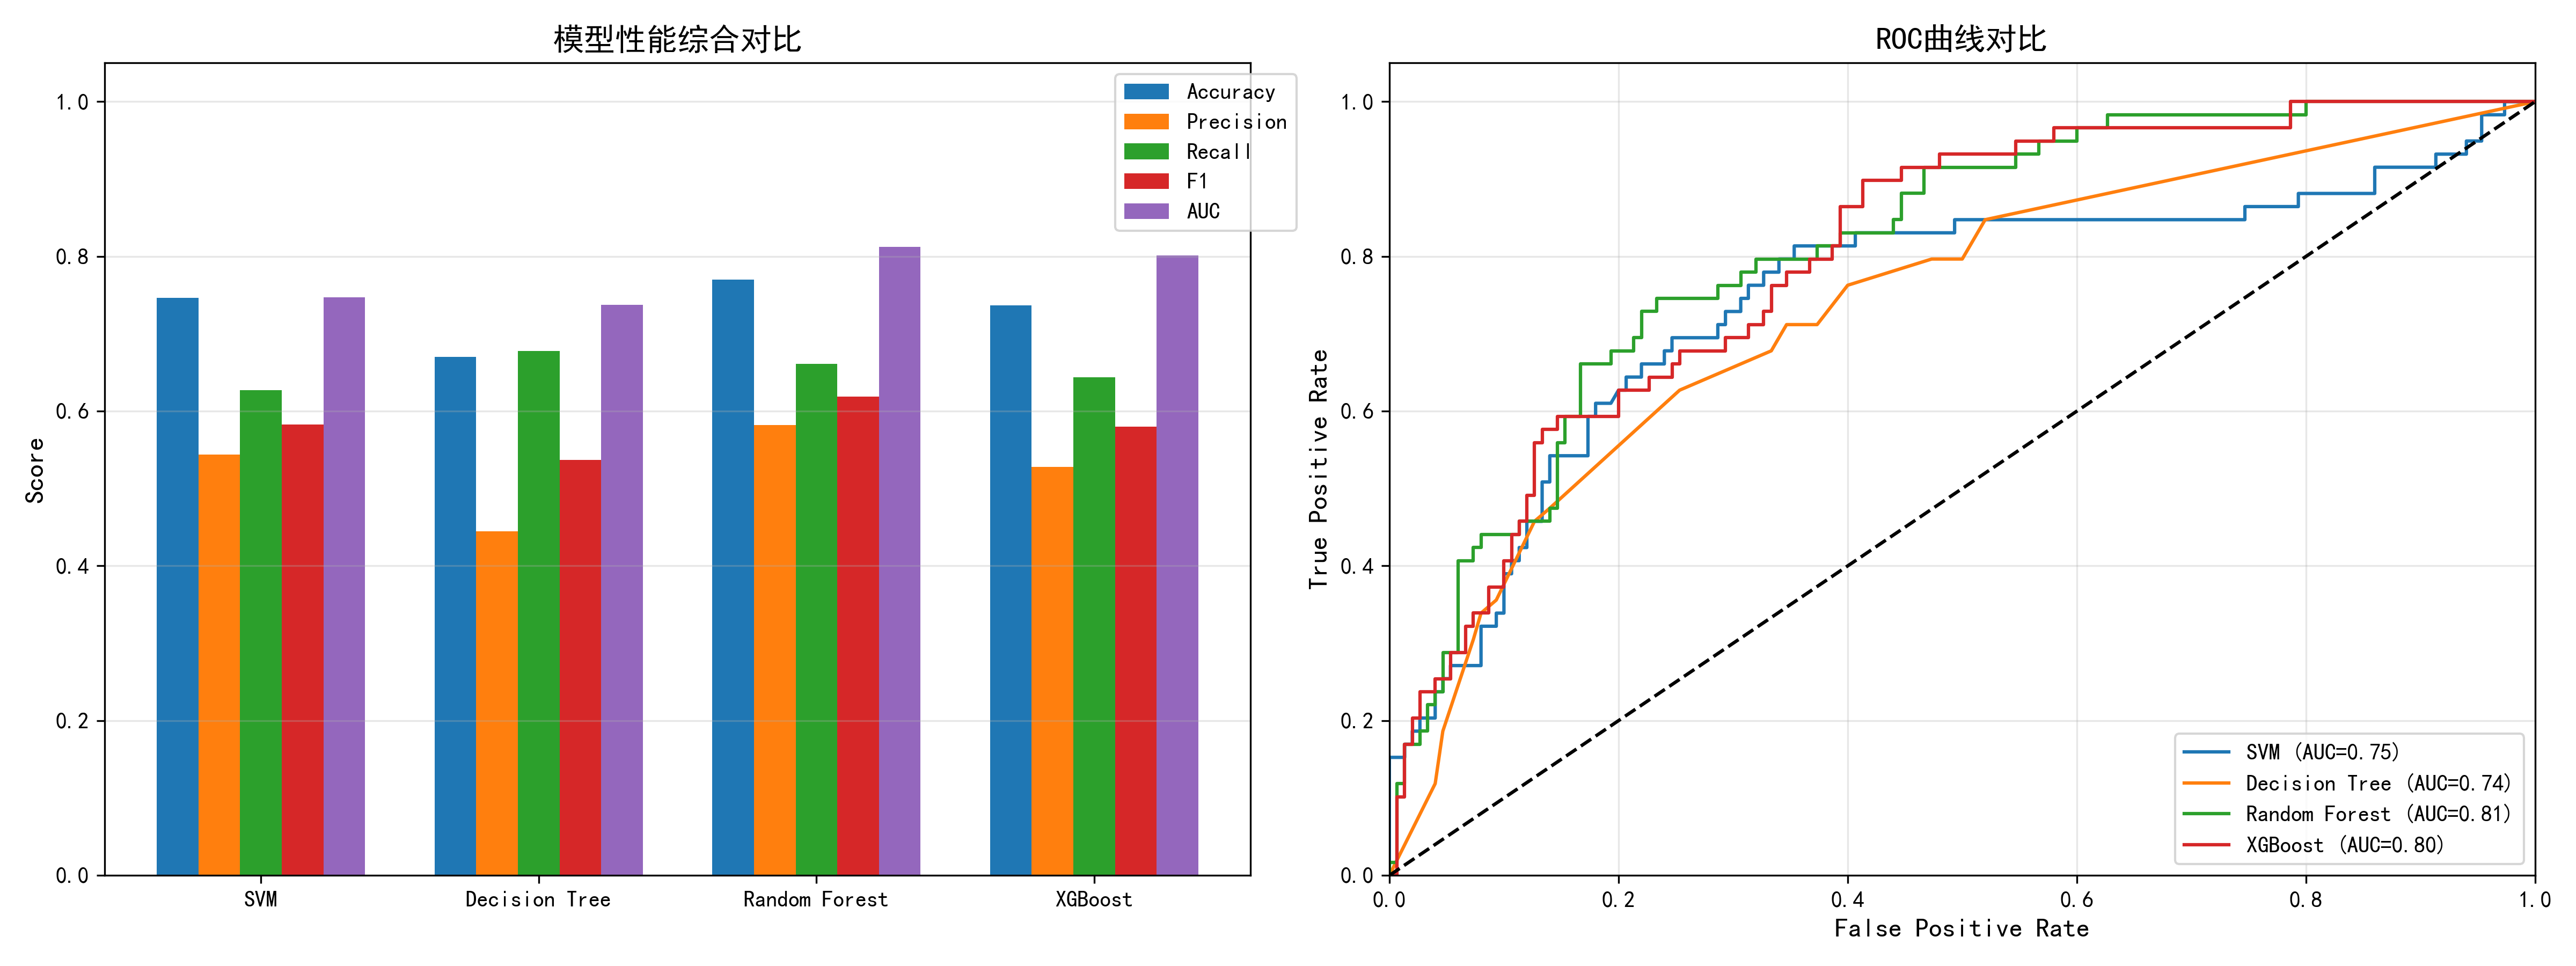 模型性能综合对比
1.0
0.8
0.6
0.4
0.2
0.0
Score
SVM
Decision Tree
Random Forest
XGBoost
Accuracy
Precision
Recall
F1
AUC
ROC曲线对比
1.0
0.8
0.6
0.4
0.2
0.0
True Positive Rate
0.0
0.2
0.4
0.6
0.8
1.0
False Positive Rate
SVM (AUC=0.75)
Decision Tree (AUC=0.74)
Random Forest (AUC=0.81)
XGBoost (AUC=0.80)